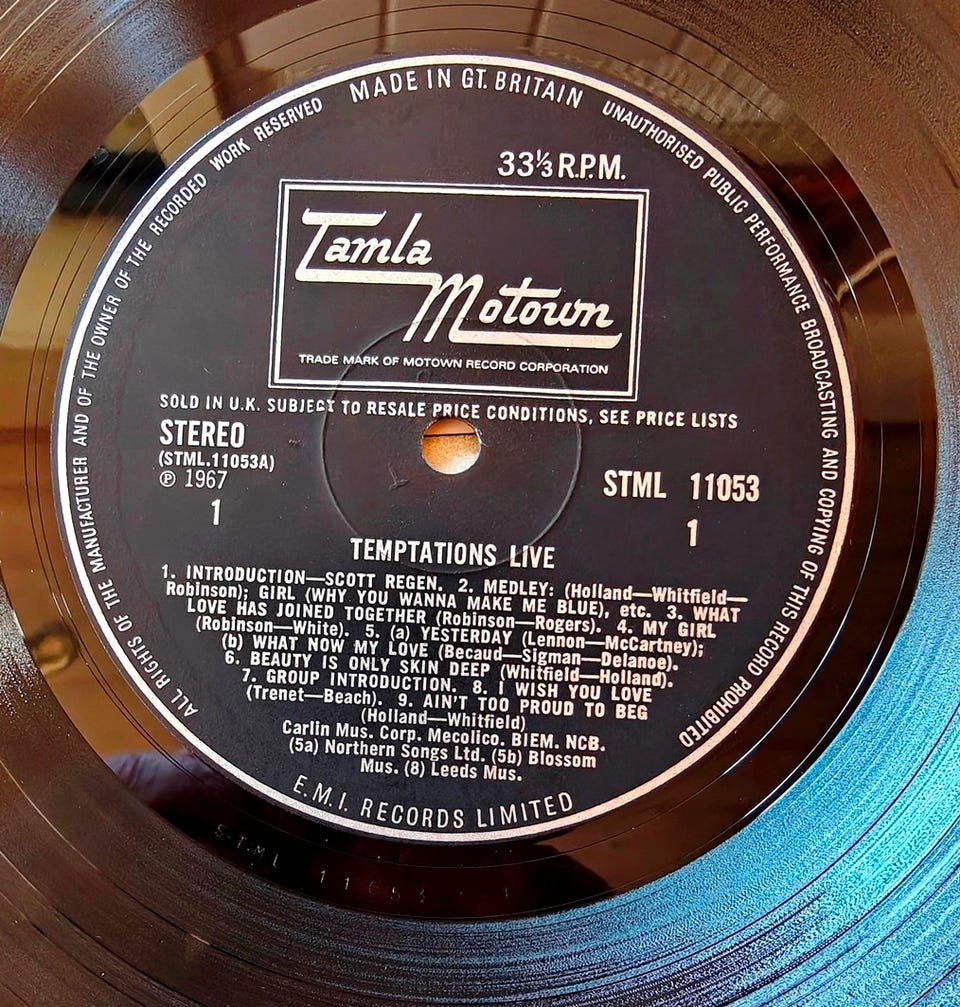 MADE IN GT. BRITAIN
UNAUTHORISED PUBLIC PERFORMANCE BROADCASTING AND COPYING OF THIS RECORD PROHIBITED
ALL RIGHTS OF THE MANUFACTURER AND OF THE OWNER OF THE RECORDED WORK RESERVED
33⅓ R.P.M.
Tamla
Motown
TRADE MARK OF MOTOWN RECORD CORPORATION
SOLD IN U.K. SUBJECT TO RESALE PRICE CONDITIONS, SEE PRICE LISTS
STEREO
(STML.11053A)
℗ 1967
1
STML 11053
1
TEMPTATIONS LIVE
1. INTRODUCTION—SCOTT REGEN. 2. MEDLEY: (Holland—Whitfield—
Robinson); GIRL (WHY YOU WANNA MAKE ME BLUE), etc. 3. WHAT
LOVE HAS JOINED TOGETHER (Robinson—Rogers). 4. MY GIRL
(Robinson—White). 5. (a) YESTERDAY (Lennon—McCartney);
(b) WHAT NOW MY LOVE (Becaud—Sigman—Delanoe).
6. BEAUTY IS ONLY SKIN DEEP (Whitfield—Holland).
7. GROUP INTRODUCTION. 8. I WISH YOU LOVE
(Trenet—Beach). 9. AIN'T TOO PROUD TO BEG
(Holland—Whitfield)
Carlin Mus. Corp. Mecolico. BIEM. NCB.
(5a) Northern Songs Ltd. (5b) Blossom
Mus. (8) Leeds Mus.
E.M.I. RECORDS LIMITED
STML 11053 · 1